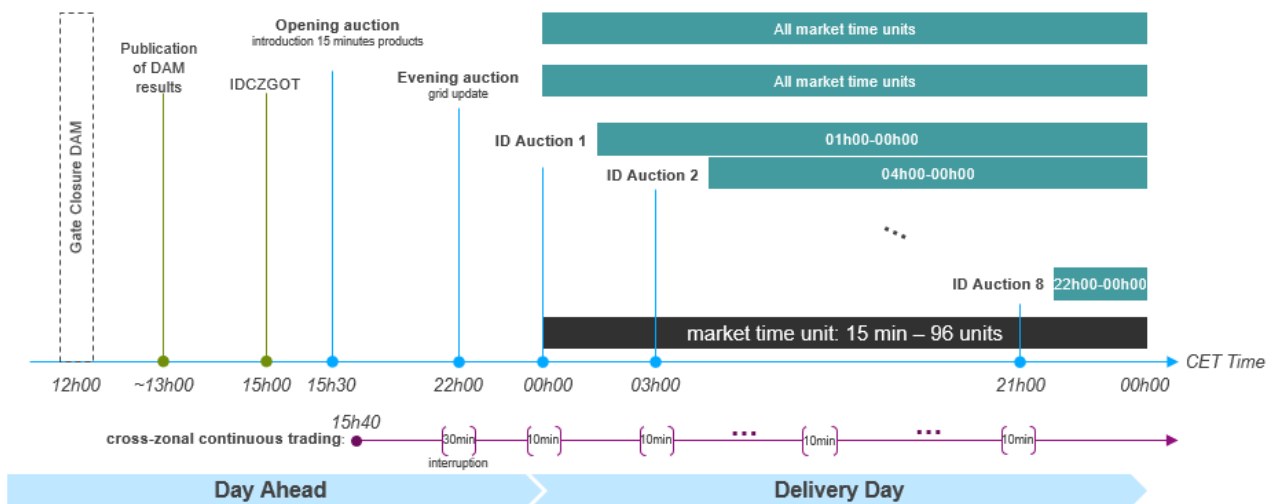 Opening auction
introduction 15 minutes products
All market time units
Publication
of DAM
results
IDCZGOT
Evening auction
grid update
All market time units
Gate Closure DAM
ID Auction 1
01h00-00h00
ID Auction 2
04h00-00h00
...
ID Auction 8
22h00-00h00
market time unit: 15 min – 96 units
CET Time
12h00
~13h00
15h00
15h30
22h00
00h00
03h00
21h00
00h00
15h40
cross-zonal continuous trading:
30min
10min
10min
...
10min
...
10min
interruption
Day Ahead
Delivery Day